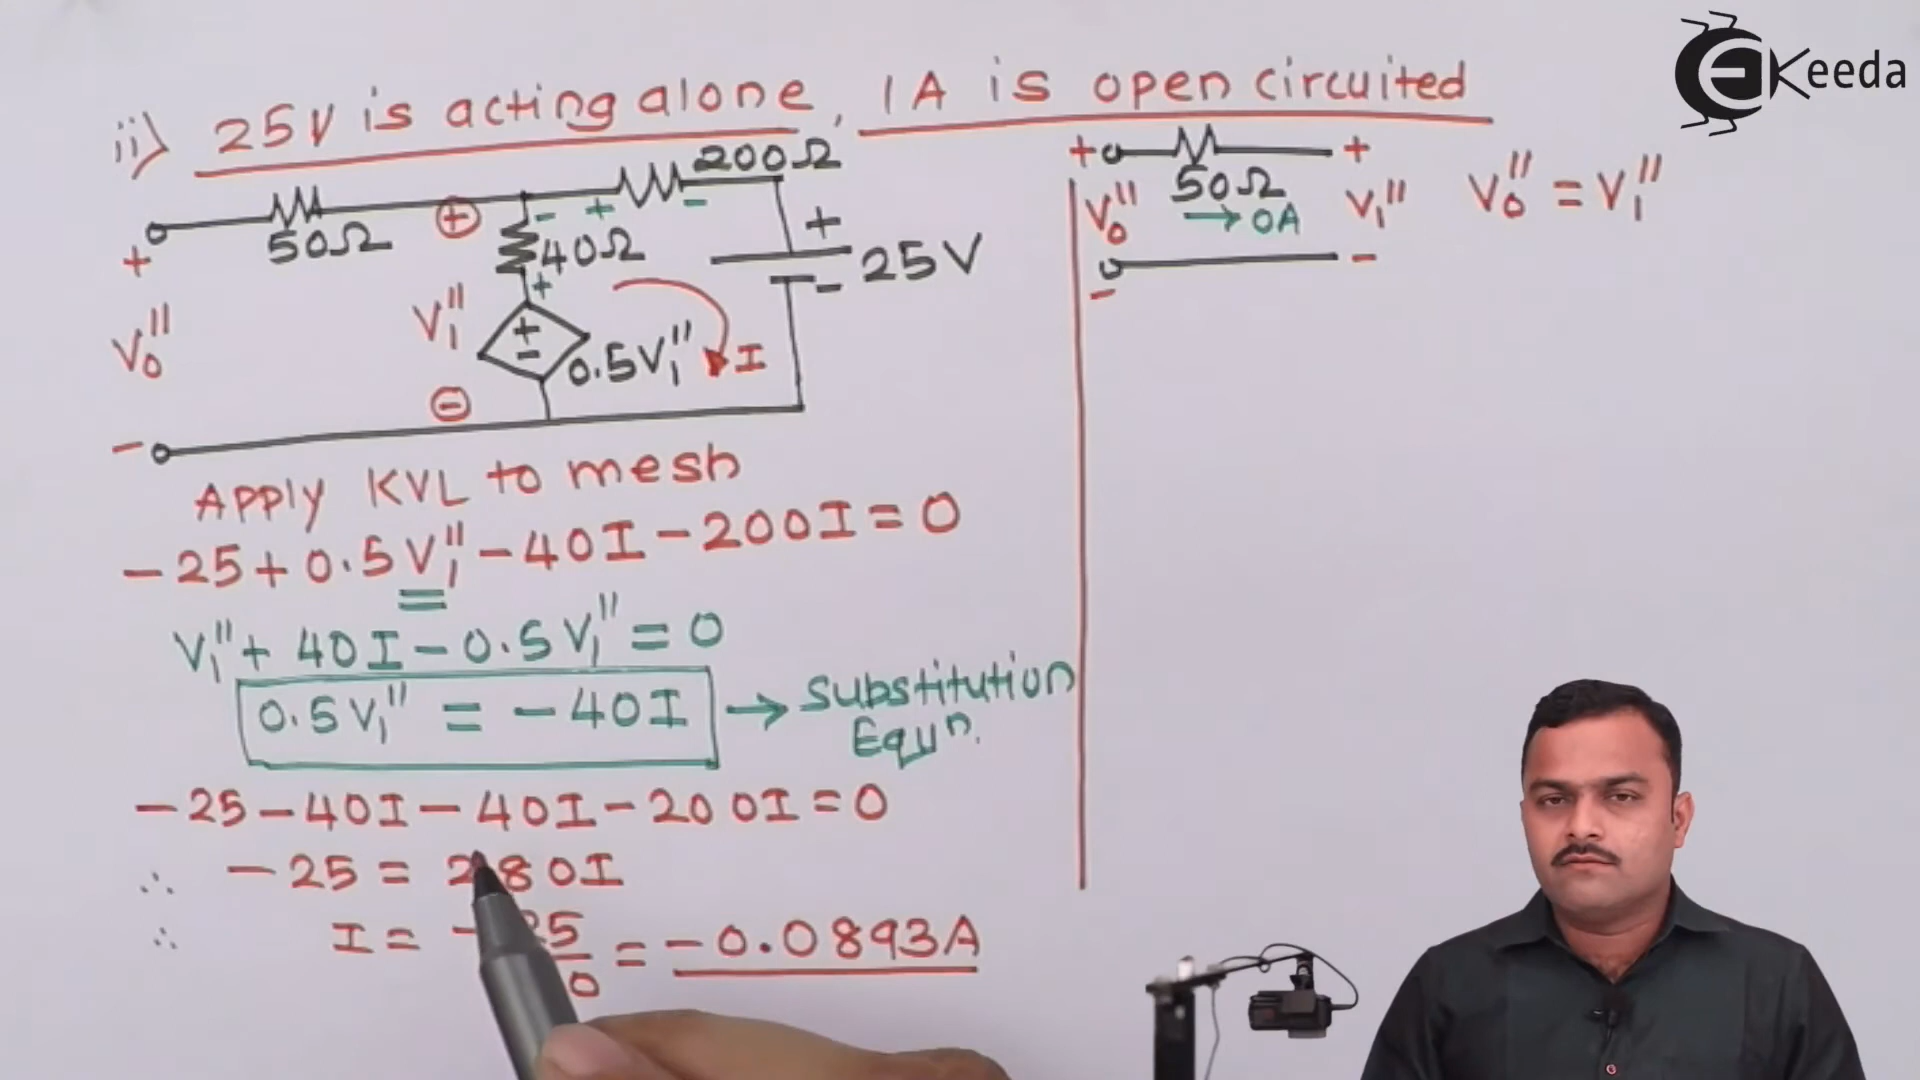 ii) 25V is acting alone, 1A is open circuited
EKeeda
200Ω
50Ω
+ - + -
40Ω
+
+
-
25V
+
V₀''
-
V₁''
+
-
0.5V₁''
I
+ +
50Ω
V₀'' → 0A V₁''
- -
V₀'' = V₁''
Apply KVL to mesh
-25+0.5V₁''-40I-200I=0
V₁''+40I-0.5V₁''=0
0.5V₁'' = -40I → Substitution
Equⁿ.
-25-40I-40I-200I=0
∴ -25 = 280I
∴ I = = -0.0893A